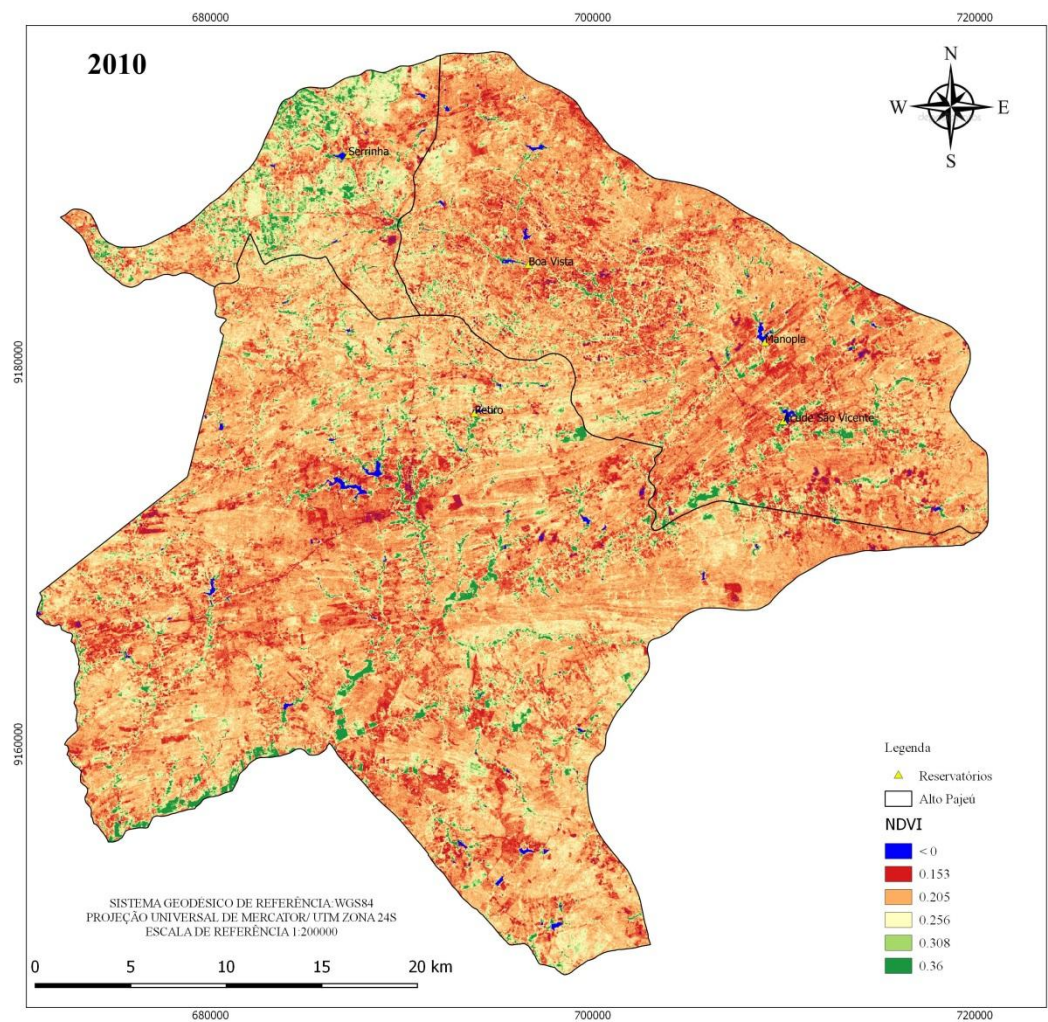 680000 700000 720000
2010
N
W E
S
Serrinha
Boa Vista
Manopla
Retiro
Açude São Vicente
9180000
9160000
Legenda
Reservatórios
Alto Pajeú
NDVI
< 0
0.153
0.205
0.256
0.308
0.36
SISTEMA GEODÉSICO DE REFERÊNCIA:WGS84
PROJEÇÃO UNIVERSAL DE MERCATOR/ UTM ZONA 24S
ESCALA DE REFERÊNCIA 1:200000
0 5 10 15 20 km
680000 700000 720000